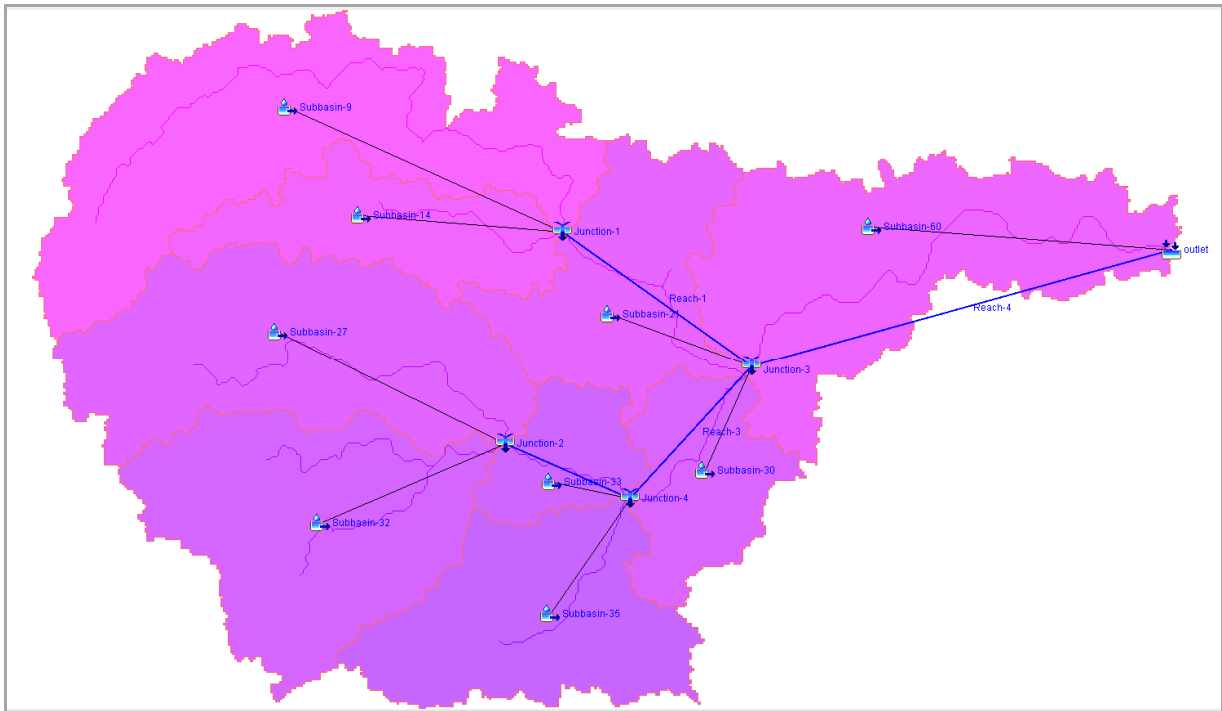 Subbasin-9
Subbasin-14
Junction-1
Subbasin-60
outlet
Reach-1
Reach-4
Subbasin-21
Subbasin-27
Junction-3
Reach-3
Junction-2
Subbasin-30
Subbasin-33
Junction-4
Subbasin-32
Subbasin-35